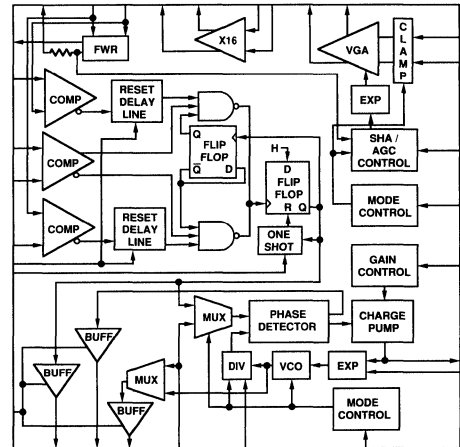 FWR
X16
VGA
CLAMP
EXP
COMP
RESET
DELAY
LINE
Q
FLIP
FLOP
Q̅ D
H
D
FLIP
FLOP
R Q
SHA /
AGC
CONTROL
COMP
MODE
CONTROL
COMP
RESET
DELAY
LINE
ONE
SHOT
GAIN
CONTROL
MUX
PHASE
DETECTOR
CHARGE
PUMP
BUFF
BUFF
MUX
DIV
VCO
EXP
BUFF
MODE
CONTROL